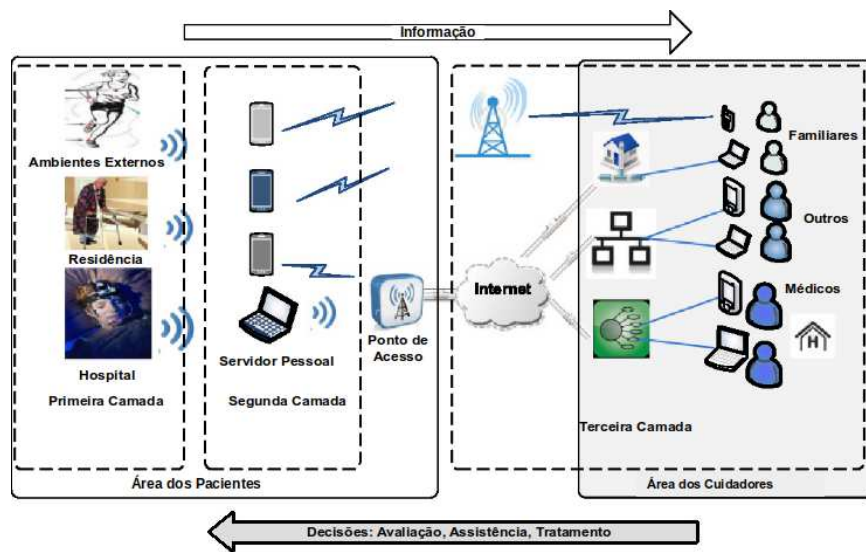 Informação
Ambientes Externos
Residência
Hospital
Primeira Camada
Servidor Pessoal
Segunda Camada
Ponto de
Acesso
Internet
Familiares
Outros
Médicos
H
Terceira Camada
Área dos Pacientes
Área dos Cuidadores
Decisões: Avaliação, Assistência, Tratamento